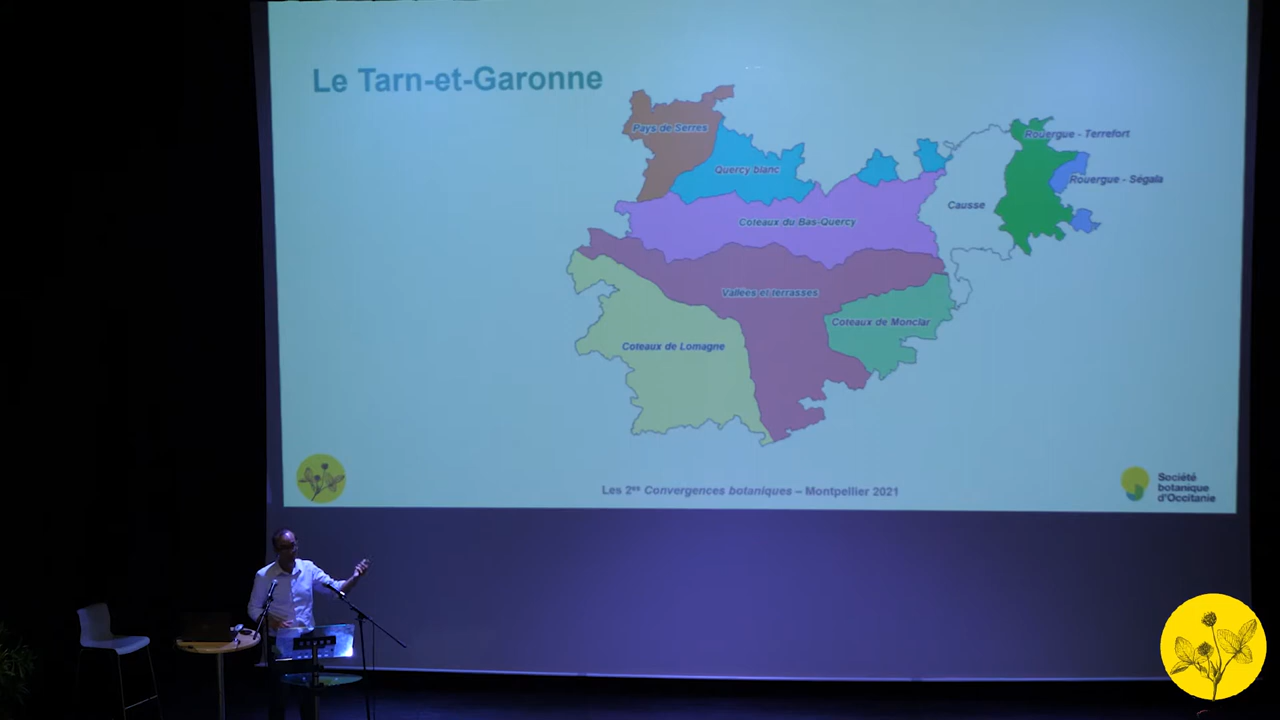 Le Tarn-et-Garonne
Pays de Serres
Rouergue - Terrefort
Quercy blanc
Rouergue - Ségala
Causse
Coteaux du Bas-Quercy
Vallées et terrasses
Coteaux de Monclar
Coteaux de Lomagne
Les 2es Convergences botaniques – Montpellier 2021
Société
botanique
d'Occitanie